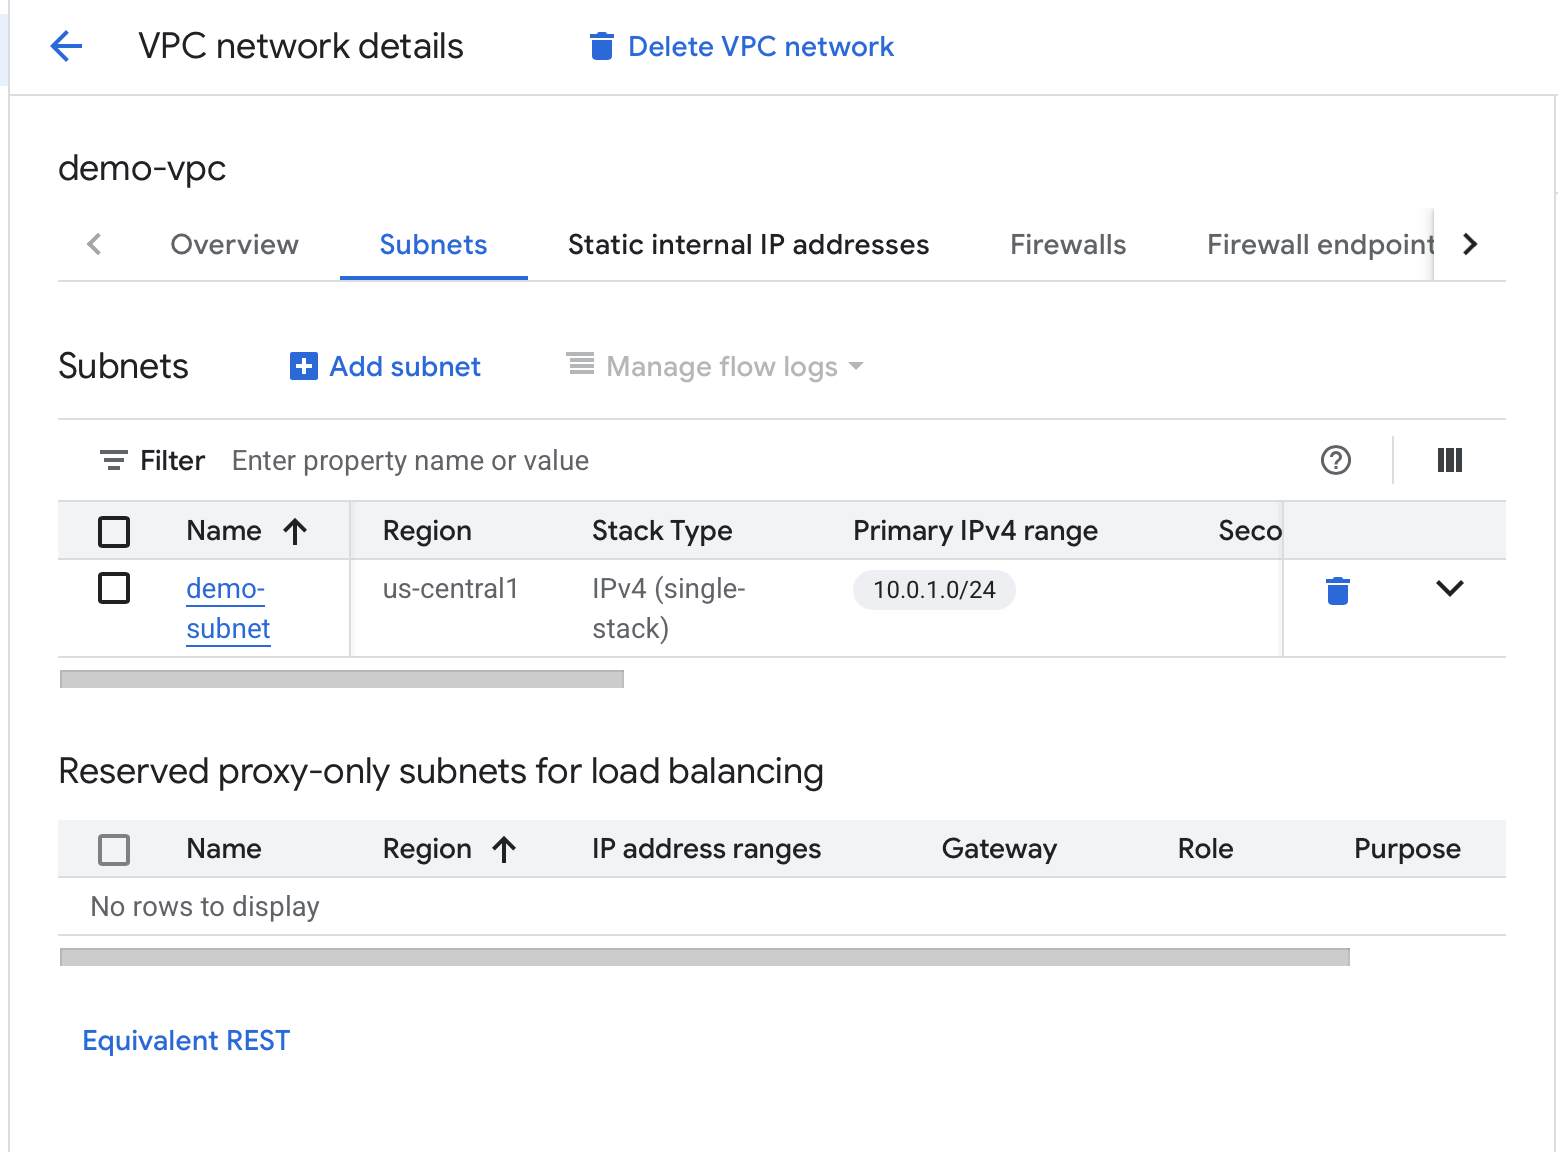 VPC network details Delete VPC network
demo-vpc
Overview Subnets Static internal IP addresses Firewalls Firewall endpoint
Subnets Add subnet Manage flow logs
Filter Enter property name or value
Name Region Stack Type Primary IPv4 range Seco
demo-subnet us-central1 IPv4 (single-stack) 10.0.1.0/24
Reserved proxy-only subnets for load balancing
Name Region IP address ranges Gateway Role Purpose
No rows to display
Equivalent REST